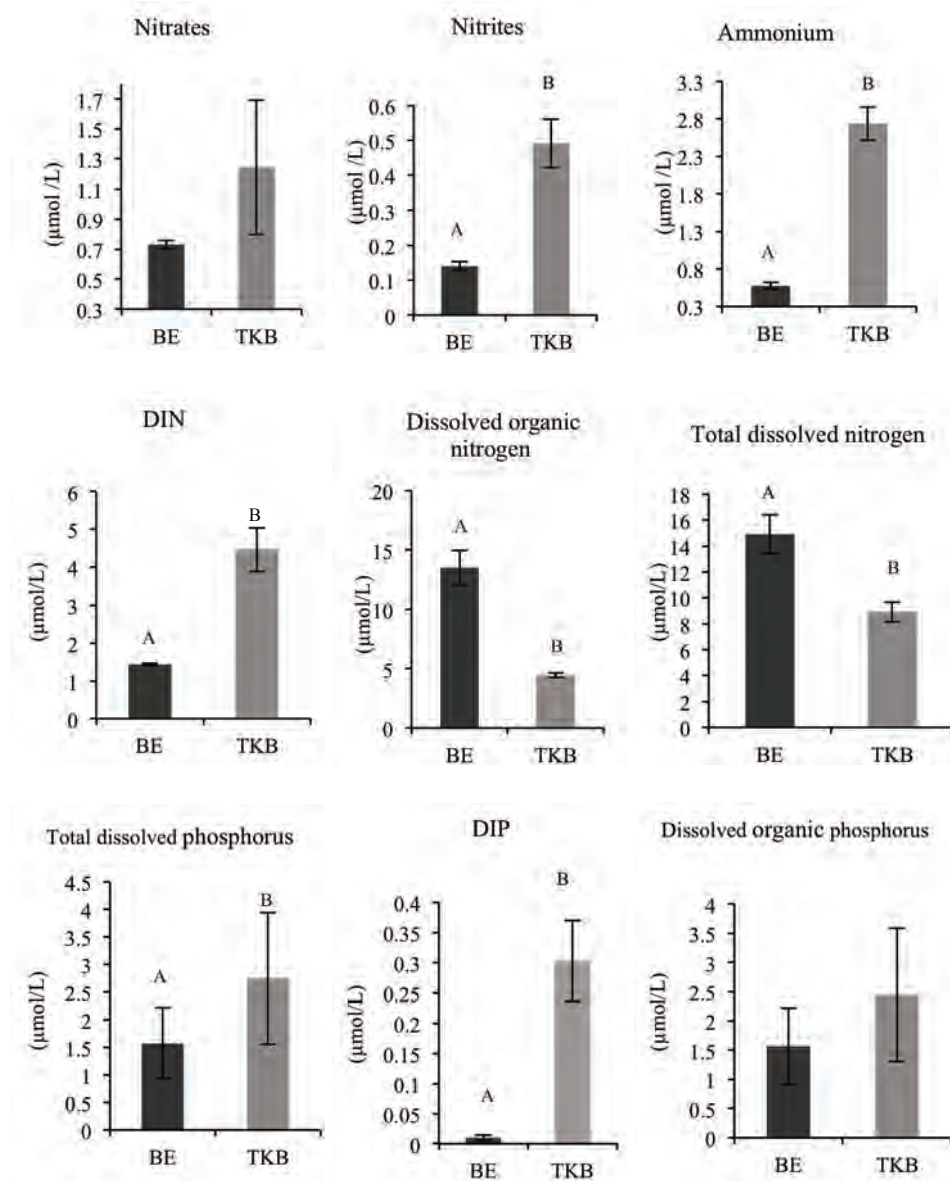 Nitrates
(µmol /L)
1.7
1.5
1.3
1.1
0.9
0.7
0.5
0.3
BE TKB
Nitrites
(µmol/L)
0.6
0.5
0.4
0.3
0.2
0.1
0
A
B
BE TKB
Ammonium
(µmol/L)
3.3
2.8
2.3
1.3
0.8
0.3
A
B
BE TKB
DIN
(µmol/L)
6
5
4
3
2
1
0
A
B
BE TKB
Dissolved organic
nitrogen
(µmol/L)
20
15
10
5
0
A
B
BE TKB
Total dissolved nitrogen
(µmol/L)
18
16
14
12
10
8
6
4
2
0
A
B
BE TKB
Total dissolved phosphorus
(µmol/L)
4.5
4
3.5
3
2.5
2
1.5
1
0.5
0
A
B
BE TKB
DIP
(µmol/L)
0.4
0.35
0.3
0.25
0.2
0.15
0.1
0.05
0
A
B
BE TKB
Dissolved organic phosphorus
(µmol/L)
4
3.5
3
2.5
2
1.5
1
0.5
0
BE TKB